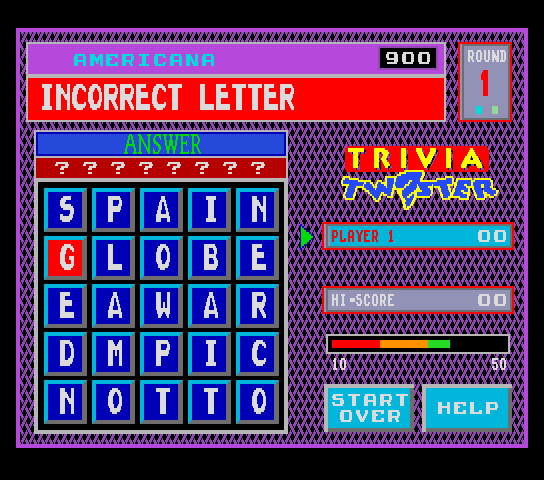 AMERICANA 900
ROUND
1
INCORRECT LETTER
ANSWER
? ? ? ? ? ? ? ?
TRIVIA
TWISTER
S P A I N
G L O B E
E A W A R
D M P I C
N O T T O
PLAYER 1 00
HI-SCORE 00
10 50
START OVER
HELP